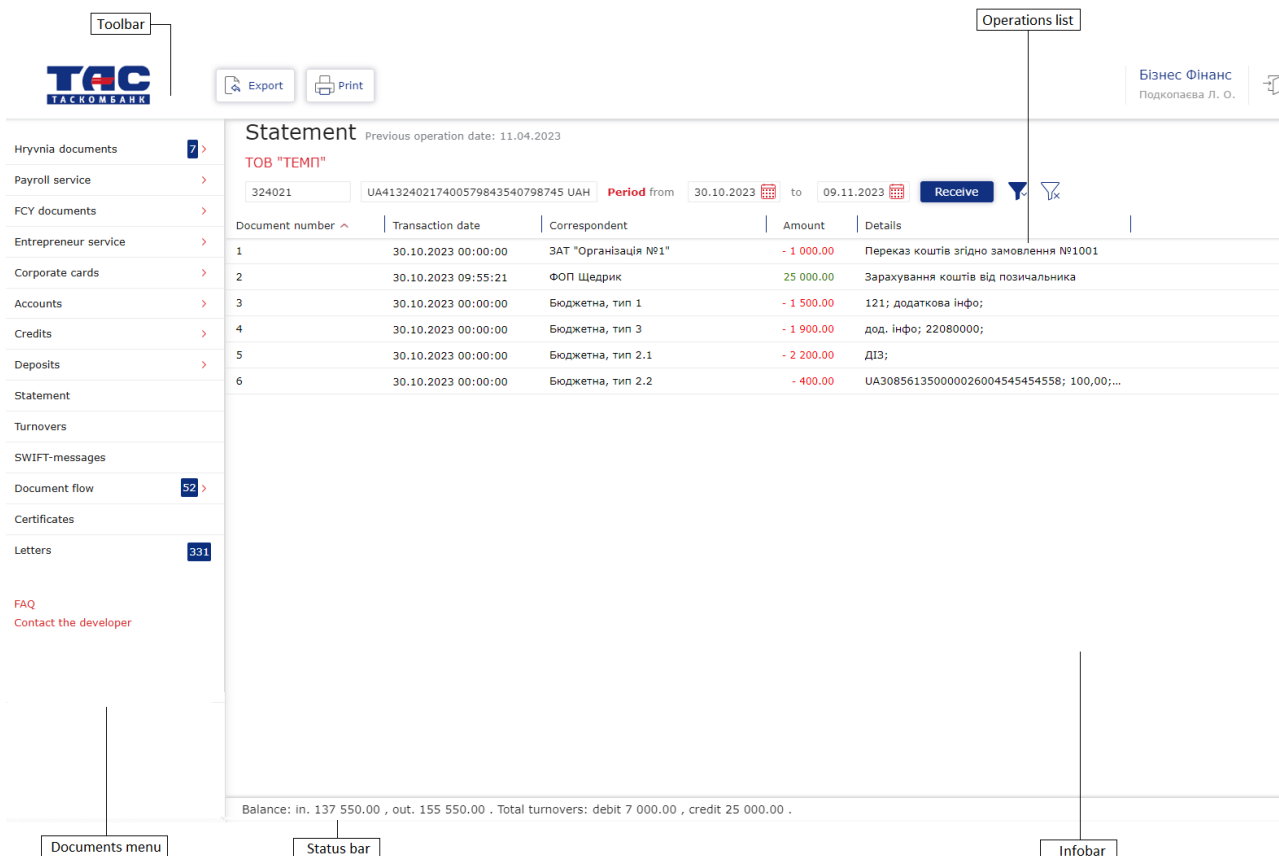 Toolbar
Operations list
ТАС
ТАСКОМБАНК
Export Print
Бізнес Фінанс
Подкопаєва Л. О.
Hryvnia documents 7
Payroll service
FCY documents
Entrepreneur service
Corporate cards
Accounts
Credits
Deposits
Statement
Turnovers
SWIFT-messages
Document flow 52
Certificates
Letters 331
FAQ
Contact the developer
Statement Previous operation date: 11.04.2023
ТОВ "ТЕМП"
324021 UA413240217400579843540798745 UAH Period from 30.10.2023 to 09.11.2023 Receive
Document number Transaction date Correspondent Amount Details
1 30.10.2023 00:00:00 ЗАТ "Організація №1" - 1 000.00 Переказ коштів згідно замовлення №1001
2 30.10.2023 09:55:21 ФОП Щедрик 25 000.00 Зарахування коштів від позичальника
3 30.10.2023 00:00:00 Бюджетна, тип 1 - 1 500.00 121; додаткова інфо;
4 30.10.2023 00:00:00 Бюджетна, тип 3 - 1 900.00 дод. інфо; 22080000;
5 30.10.2023 00:00:00 Бюджетна, тип 2.1 - 2 200.00 ДІЗ;
6 30.10.2023 00:00:00 Бюджетна, тип 2.2 - 400.00 UA308561350000026004545454558; 100,00;...
Balance: in. 137 550.00 , out. 155 550.00 . Total turnovers: debit 7 000.00 , credit 25 000.00 .
Documents menu
Status bar
Infobar